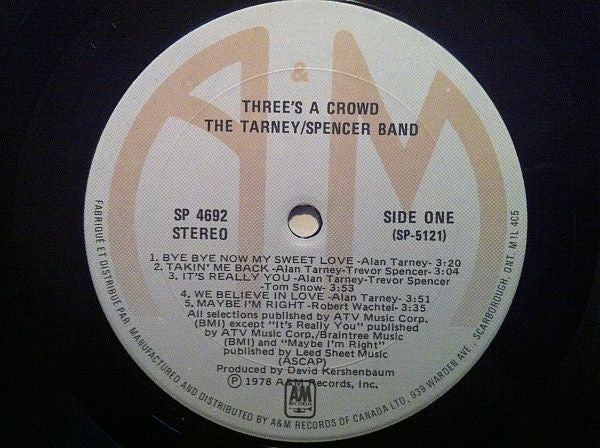 &
THREE'S A CROWD
THE TARNEY/SPENCER BAND
SP 4692
STEREO
SIDE ONE
(SP-5121)
1. BYE BYE NOW MY SWEET LOVE -Alan Tarney- 3:20
2. TAKIN' ME BACK -Alan Tarney-Trevor Spencer- 3:04
3. IT'S REALLY YOU -Alan Tarney-Trevor Spencer
-Tom Snow- 3:53
4. WE BELIEVE IN LOVE -Alan Tarney- 3:51
5. MAYBE I'M RIGHT -Robert Wachtel- 3:35
All selections published by ATV Music Corp.
(BMI) except "It's Really You" published
by ATV Music Corp./Braintree Music
(BMI) and "Maybe I'm Right"
published by Leed Sheet Music
(ASCAP)
Produced by David Kershenbaum
Ⓟ 1978 A&M Records, Inc.
A&M
RECORDS
FABRIQUÉ ET DISTRIBUÉ PAR / MANUFACTURED AND DISTRIBUTED BY A&M RECORDS OF CANADA LTD. 939 WARDEN AVE., SCARBOROUGH, ONT. M1L 4C5